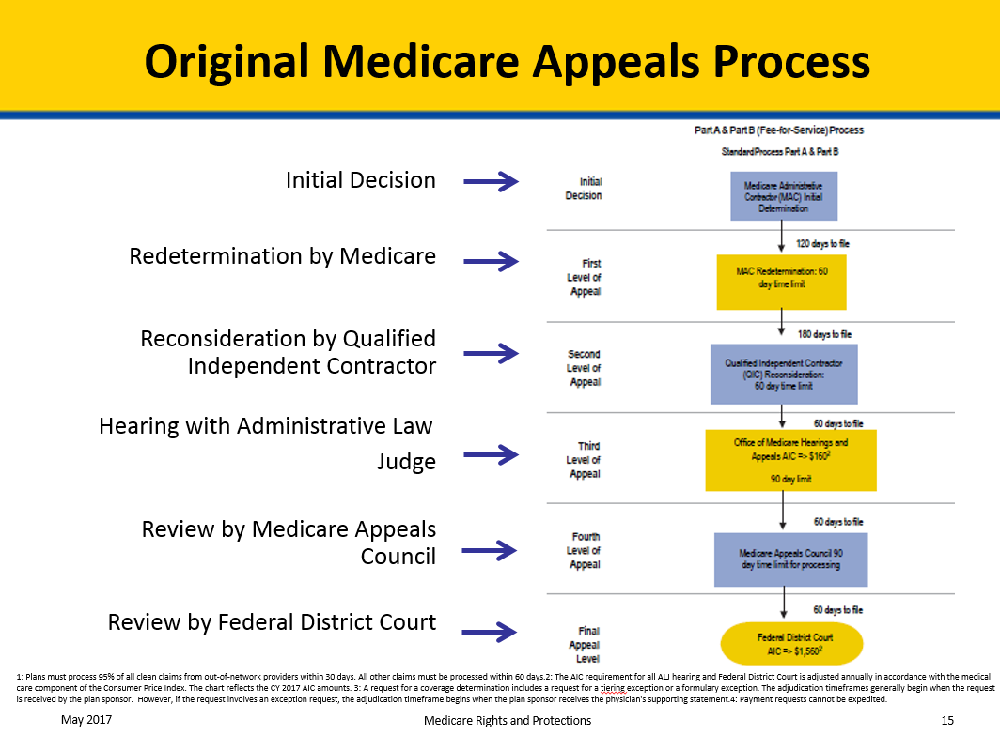 Original Medicare Appeals Process
Initial Decision
Redetermination by Medicare
Reconsideration by Qualified
Independent Contractor
Hearing with Administrative Law
Judge
Review by Medicare Appeals
Council
Review by Federal District Court
Part A & Part B (Fee-for-Service) Process
Standard Process Part A & Part B
Initial
Decision
Medicare Administrative
Contractor (MAC) Initial
Determination
120 days to file
First
Level of
Appeal
MAC Redetermination: 60
day time limit
180 days to file
Second
Level of
Appeal
Qualified Independent Contractor
(QIC) Reconsideration:
60 day time limit
60 days to file
Third
Level of
Appeal
Office of Medicare Hearings and
Appeals AIC => $160²
90 day limit
60 days to file
Fourth
Level of
Appeal
Medicare Appeals Council 90
day time limit for processing
60 days to file
Final
Appeal
Level
Federal District Court
AIC => $1,560²
1: Plans must process 95% of all clean claims from out-of-network providers within 30 days. All other claims must be processed within 60 days.2: The AIC requirement for all ALJ hearing and Federal District Court is adjusted annually in accordance with the medical
care component of the Consumer Price Index. The chart reflects the CY 2017 AIC amounts. 3: A request for a coverage determination includes a request for a tiering exception or a formulary exception. The adjudication timeframes generally begin when the request
is received by the plan sponsor. However, if the request involves an exception request, the adjudication timeframe begins when the plan sponsor receives the physician's supporting statement.4: Payment requests cannot be expedited.
May 2017
Medicare Rights and Protections
15